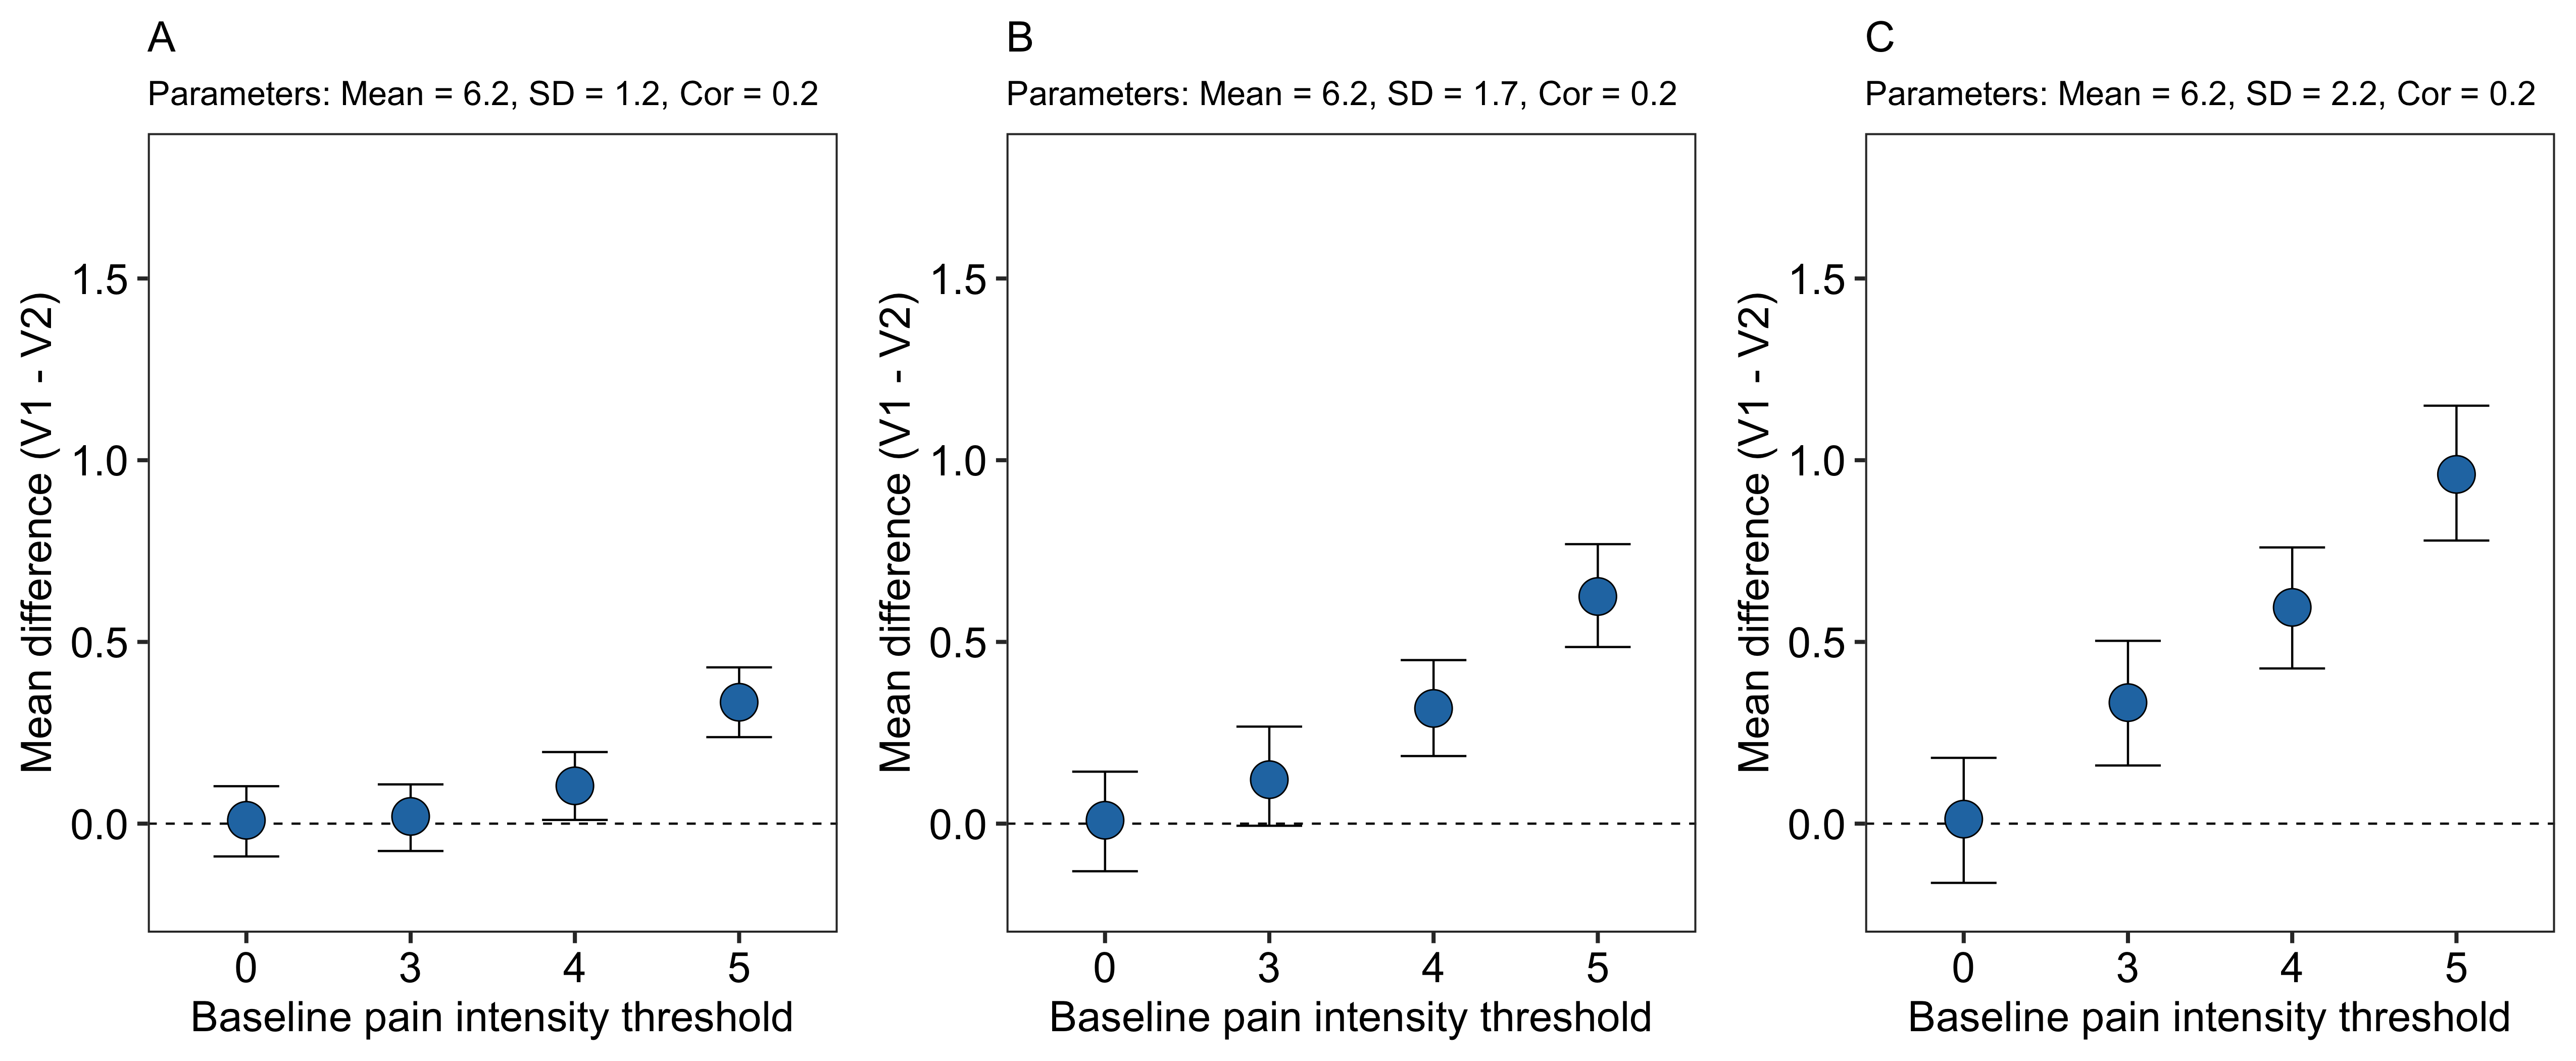 A
Parameters: Mean = 6.2, SD = 1.2, Cor = 0.2
Mean difference (V1 - V2)
1.5
1.0
0.5
0.0
0 3 4 5
Baseline pain intensity threshold
B
Parameters: Mean = 6.2, SD = 1.7, Cor = 0.2
Mean difference (V1 - V2)
1.5
1.0
0.5
0.0
0 3 4 5
Baseline pain intensity threshold
C
Parameters: Mean = 6.2, SD = 2.2, Cor = 0.2
Mean difference (V1 - V2)
1.5
1.0
0.5
0.0
0 3 4 5
Baseline pain intensity threshold